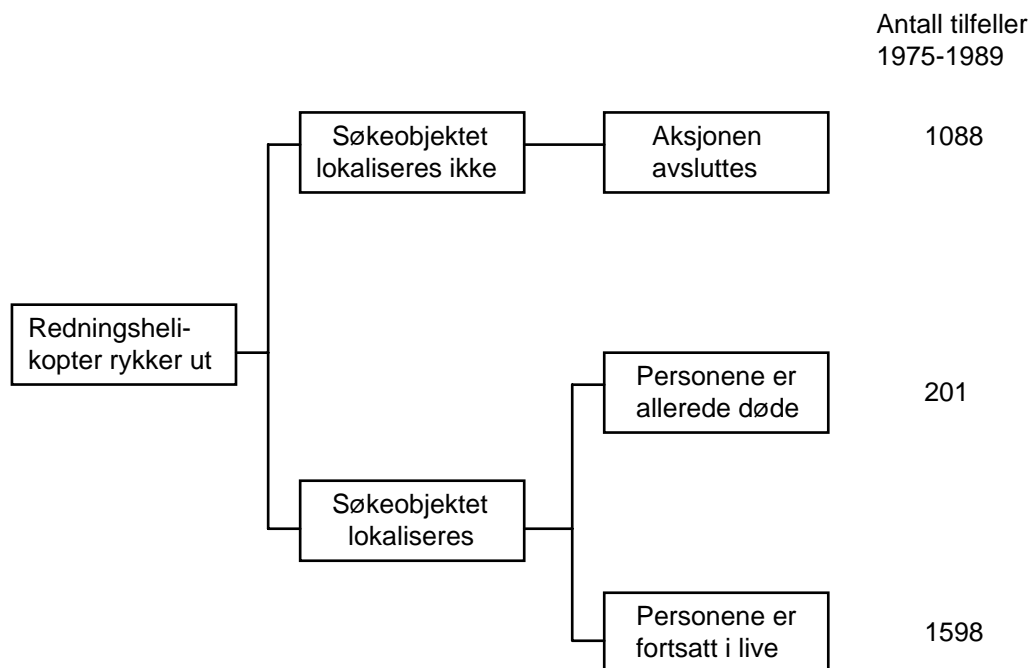 Antall tilfeller
1975-1989
Søkeobjektet
lokaliseres ikke
Aksjonen
avsluttes
1088
Redningsheli-
kopter rykker ut
Personene er
allerede døde
201
Søkeobjektet
lokaliseres
Personene er
fortsatt i live
1598